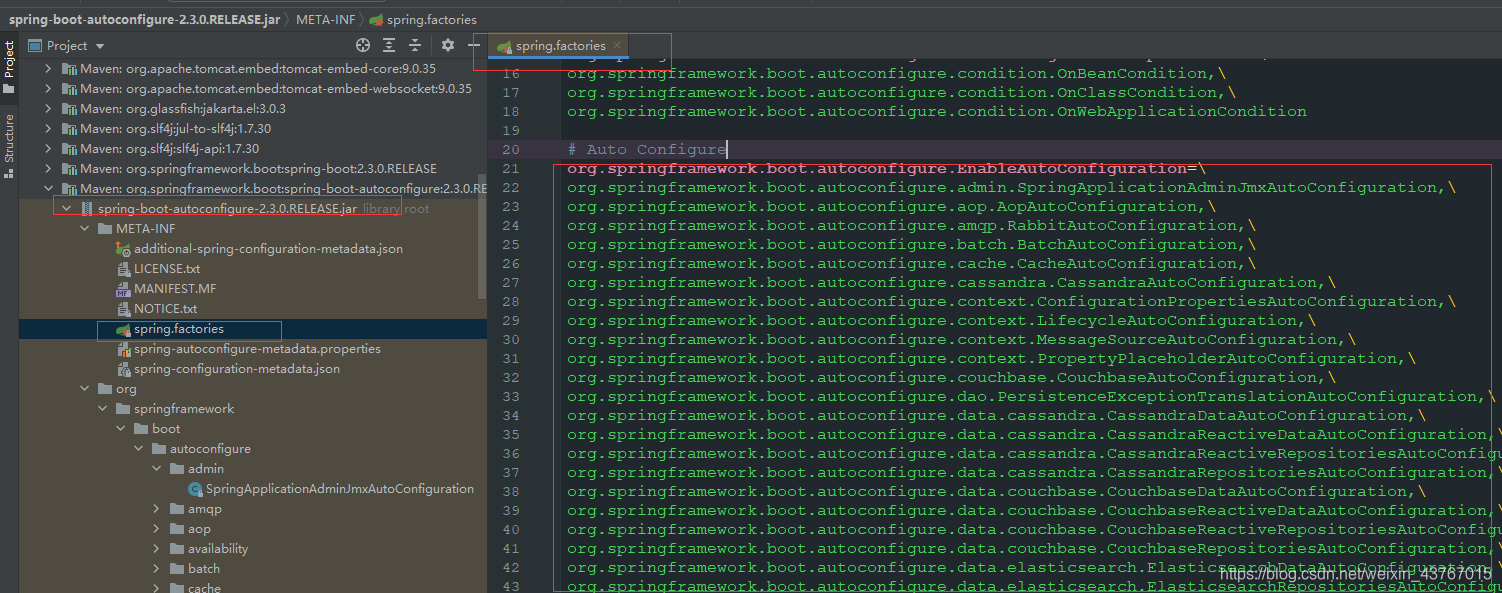 spring-boot-autoconfigure-2.3.0.RELEASE.jar 〉 META-INF 〉 spring.factories
Project
Structure
Project
Maven: org.apache.tomcat.embed:tomcat-embed-core:9.0.35
Maven: org.apache.tomcat.embed:tomcat-embed-websocket:9.0.35
Maven: org.glassfish:jakarta.el:3.0.3
Maven: org.slf4j:jul-to-slf4j:1.7.30
Maven: org.slf4j:slf4j-api:1.7.30
Maven: org.springframework.boot:spring-boot:2.3.0.RELEASE
Maven: org.springframework.boot:spring-boot-autoconfigure:2.3.0.RE
spring-boot-autoconfigure-2.3.0.RELEASE.jar library root
META-INF
additional-spring-configuration-metadata.json
LICENSE.txt
MANIFEST.MF
NOTICE.txt
spring.factories
spring-autoconfigure-metadata.properties
spring-configuration-metadata.json
org
springframework
boot
autoconfigure
admin
SpringApplicationAdminJmxAutoConfiguration
amqp
aop
availability
batch
cache
spring.factories
16 org.springframework.boot.autoconfigure.condition.OnBeanCondition,\
17 org.springframework.boot.autoconfigure.condition.OnClassCondition,\
18 org.springframework.boot.autoconfigure.condition.OnWebApplicationCondition
19
20 # Auto Configure
21 org.springframework.boot.autoconfigure.EnableAutoConfiguration=\
22 org.springframework.boot.autoconfigure.admin.SpringApplicationAdminJmxAutoConfiguration,\
23 org.springframework.boot.autoconfigure.aop.AopAutoConfiguration,\
24 org.springframework.boot.autoconfigure.amqp.RabbitAutoConfiguration,\
25 org.springframework.boot.autoconfigure.batch.BatchAutoConfiguration,\
26 org.springframework.boot.autoconfigure.cache.CacheAutoConfiguration,\
27 org.springframework.boot.autoconfigure.cassandra.CassandraAutoConfiguration,\
28 org.springframework.boot.autoconfigure.context.ConfigurationPropertiesAutoConfiguration,\
29 org.springframework.boot.autoconfigure.context.LifecycleAutoConfiguration,\
30 org.springframework.boot.autoconfigure.context.MessageSourceAutoConfiguration,\
31 org.springframework.boot.autoconfigure.context.PropertyPlaceholderAutoConfiguration,\
32 org.springframework.boot.autoconfigure.couchbase.CouchbaseAutoConfiguration,\
33 org.springframework.boot.autoconfigure.dao.PersistenceExceptionTranslationAutoConfiguration,\
34 org.springframework.boot.autoconfigure.data.cassandra.CassandraDataAutoConfiguration,\
35 org.springframework.boot.autoconfigure.data.cassandra.CassandraReactiveDataAutoConfiguration,\
36 org.springframework.boot.autoconfigure.data.cassandra.CassandraReactiveRepositoriesAutoConfigu
37 org.springframework.boot.autoconfigure.data.cassandra.CassandraRepositoriesAutoConfiguration,\
38 org.springframework.boot.autoconfigure.data.couchbase.CouchbaseDataAutoConfiguration,\
39 org.springframework.boot.autoconfigure.data.couchbase.CouchbaseReactiveDataAutoConfiguration,\
40 org.springframework.boot.autoconfigure.data.couchbase.CouchbaseReactiveRepositoriesAutoConfigu
41 org.springframework.boot.autoconfigure.data.couchbase.CouchbaseRepositoriesAutoConfiguration,\
42 org.springframework.boot.autoconfigure.data.elasticsearch.ElasticsearchDataAutoConfiguration
43 org.springframework.boot.autoconfigure.data.elasticsearch.ElasticsearchRepositoriesAutoConfigu
https://blog.csdn.net/weixin_43767015